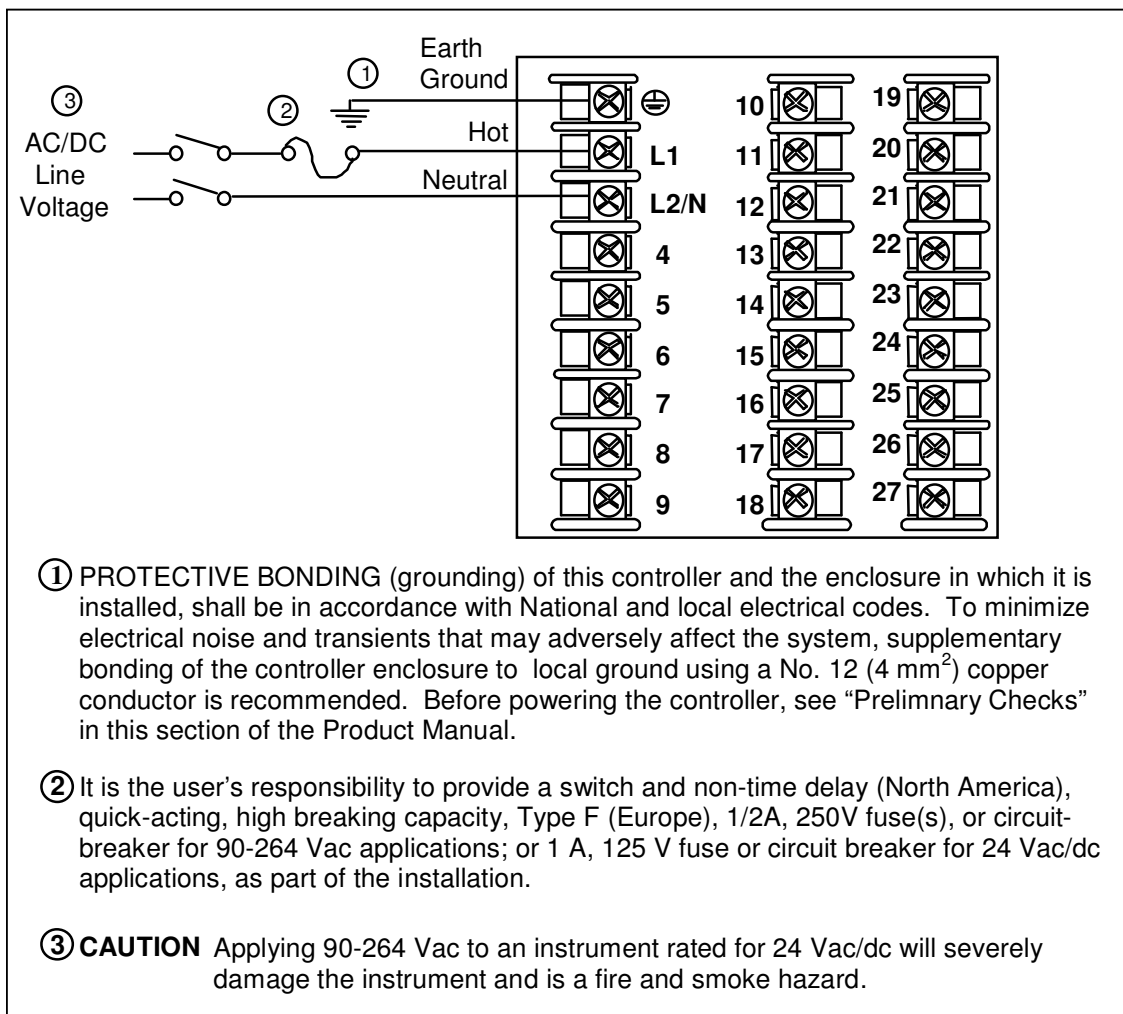 Earth
Ground
①
③
②
AC/DC
Line
Voltage
Hot
Neutral
L1
L2/N
4
5
6
7
8
9
10
11
12
13
14
15
16
17
18
19
20
21
22
23
24
25
26
27
① PROTECTIVE BONDING (grounding) of this controller and the enclosure in which it is
installed, shall be in accordance with National and local electrical codes. To minimize
electrical noise and transients that may adversely affect the system, supplementary
bonding of the controller enclosure to local ground using a No. 12 (4 mm²) copper
conductor is recommended. Before powering the controller, see “Prelimnary Checks”
in this section of the Product Manual.
② It is the user’s responsibility to provide a switch and non-time delay (North America),
quick-acting, high breaking capacity, Type F (Europe), 1/2A, 250V fuse(s), or circuit-
breaker for 90-264 Vac applications; or 1 A, 125 V fuse or circuit breaker for 24 Vac/dc
applications, as part of the installation.
③ CAUTION Applying 90-264 Vac to an instrument rated for 24 Vac/dc will severely
damage the instrument and is a fire and smoke hazard.